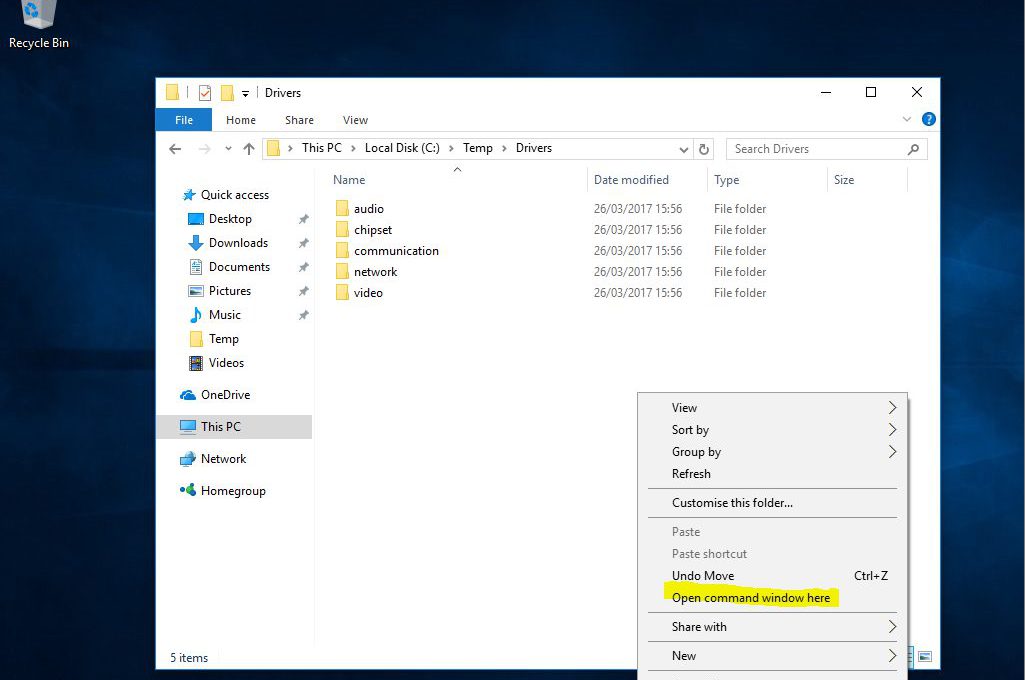 Recycle Bin
Drivers
File Home Share View
This PC Local Disk (C:) Temp Drivers
Search Drivers
Name Date modified Type Size
Quick access
Desktop
Downloads
Documents
Pictures
Music
Temp
Videos
OneDrive
This PC
Network
Homegroup
audio 26/03/2017 15:56 File folder
chipset 26/03/2017 15:56 File folder
communication 26/03/2017 15:56 File folder
network 26/03/2017 15:56 File folder
video 26/03/2017 15:56 File folder
View
Sort by
Group by
Refresh
Customise this folder...
Paste
Paste shortcut
Undo Move Ctrl+Z
Open command window here
Share with
New
5 items